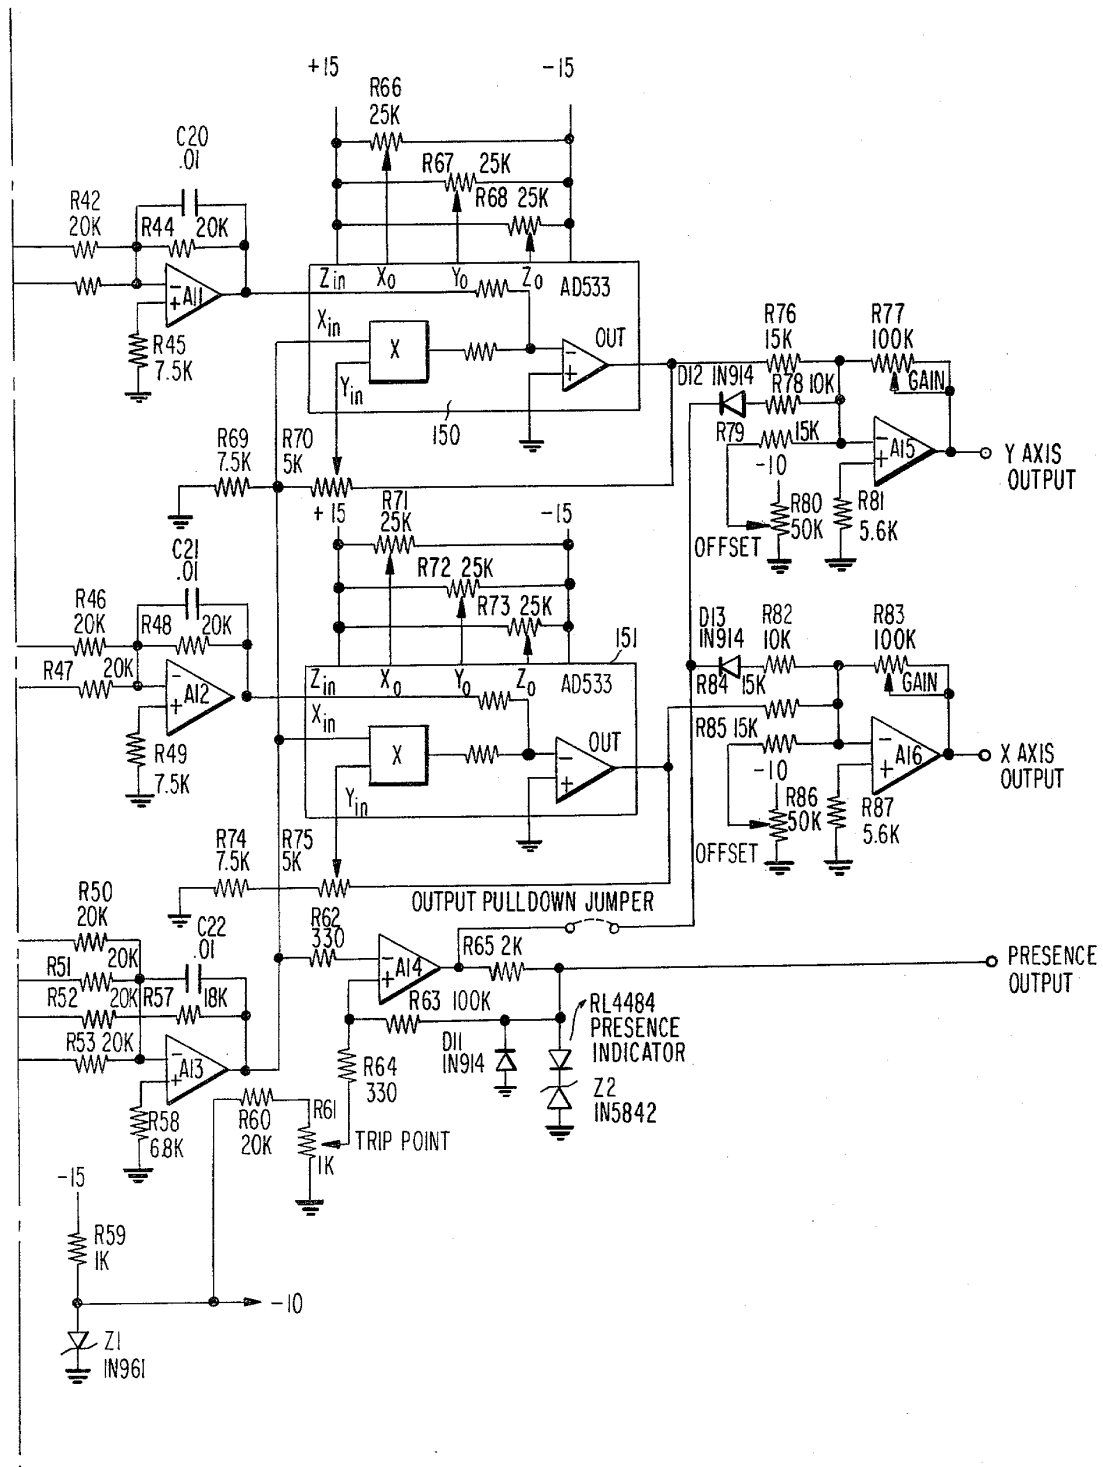 +15
-15
R66
25K
C20
.01
R67 25K
R68 25K
R42
20K
R44 20K
Zin
Xo
Yo
Zo
AD533
-
+
A11
Xin
X
OUT
-
+
R45
7.5K
Yin
150
R76
15K
R77
100K
D12 IN914
R78 10K
GAIN
R79
15K
-
+
A15
Y AXIS
OUTPUT
-10
R69
7.5K
R70
5K
R80
50K
R81
5.6K
OFFSET
+15
R71
25K
-15
C21
.01
R72 25K
R73 25K
R46
20K
R48 20K
R47 20K
151
D13
IN914
R82
10K
R83
100K
R84 15K
GAIN
Zin
Xo
Yo
Zo
AD533
-
+
A12
Xin
X
OUT
-
+
R85 15K
-
+
A16
X AXIS
OUTPUT
R49
7.5K
Yin
-10
R86
50K
R87
5.6K
OFFSET
R74
7.5K
R75
5K
R50
20K
OUTPUT PULLDOWN JUMPER
C22
.01
R62
330
-
+
A14
R65 2K
PRESENCE
OUTPUT
R51
20K
R52
20K
R57
18K
R63 100K
RL4484
PRESENCE
INDICATOR
R53 20K
-
+
A13
D11
IN914
R64
330
Z2
IN5842
R58
6.8K
R60
20K
R61
1K
TRIP POINT
-15
R59
1K
-10
Z1
IN961